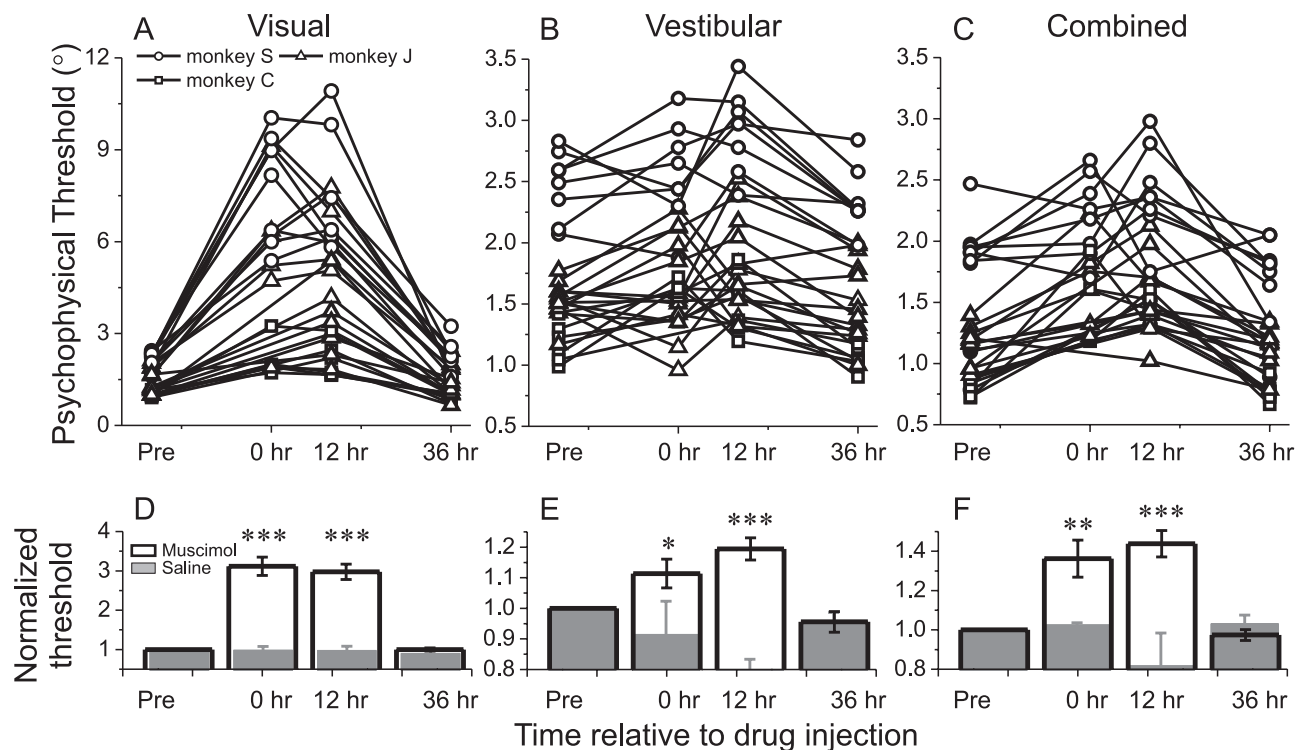 A Visual
B Vestibular
C Combined
monkey S monkey J
monkey C
Psychophysical Threshold (°)
12
9
6
3
0
Pre 0 hr 12 hr 36 hr
3.5
3.0
2.5
2.0
1.5
1.0
0.5
Pre 0 hr 12 hr 36 hr
3.5
3.0
2.5
2.0
1.5
1.0
0.5
Pre 0 hr 12 hr 36 hr
D
Muscimol
Saline
*** ***
Normalized threshold
4
3
2
1
Pre 0 hr 12 hr 36 hr
E
* ***
1.2
1.0
0.9
0.8
Pre 0 hr 12 hr 36 hr
F
** ***
1.4
1.2
1.0
0.8
Pre 0 hr 12 hr 36 hr
Time relative to drug injection